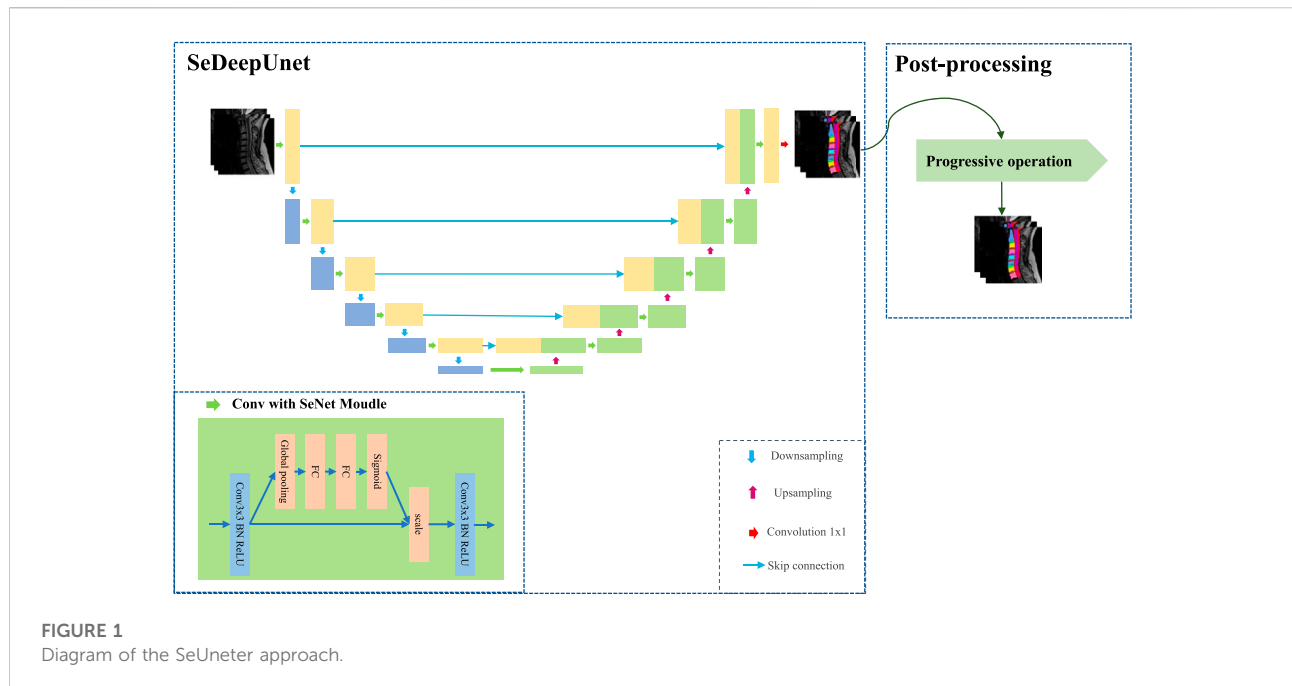 SeDeepUnet
Post-processing
Progressive operation
Conv with SeNet Moudle
Conv3x3 BN ReLU
Global pooling
FC
FC
Sigmoid
scale
Conv3x3 BN ReLU
Downsampling
Upsampling
Convolution 1x1
Skip connection
FIGURE 1
Diagram of the SeUneter approach.